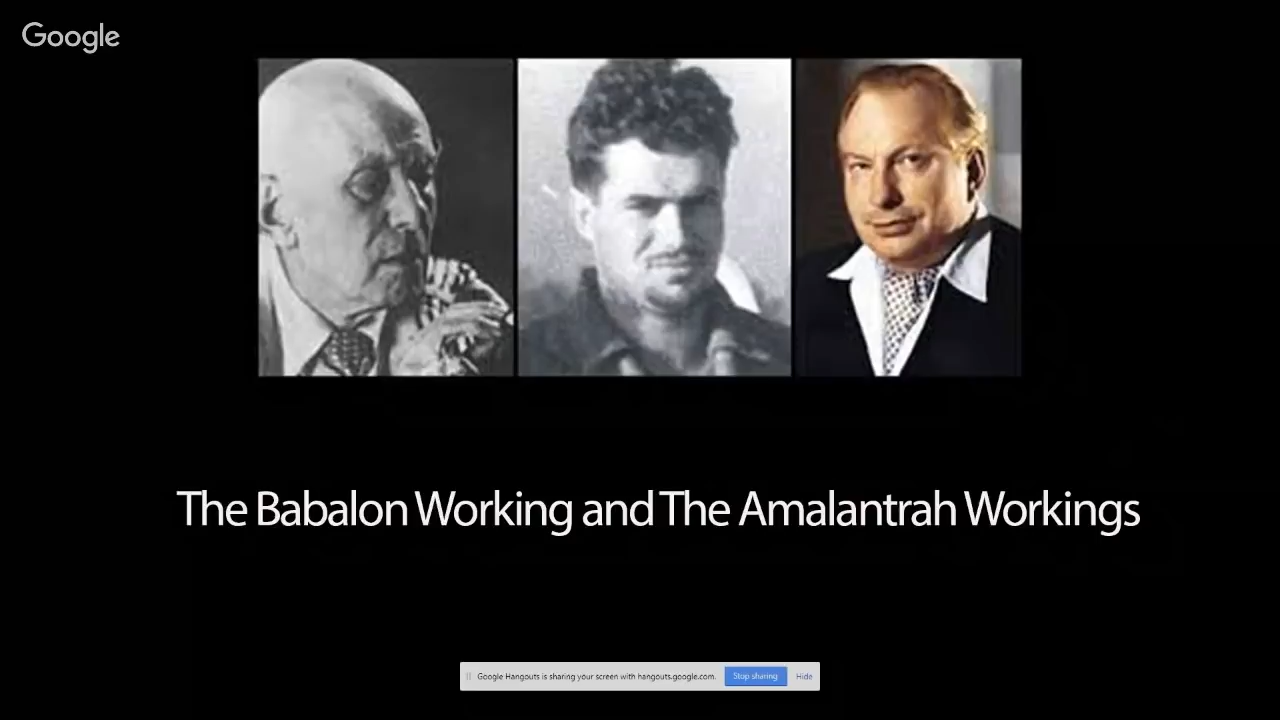 Google
The Babalon Working and The Amalantrah Workings
Google Hangouts is sharing your screen with hangouts.google.com. Stop sharing Hide